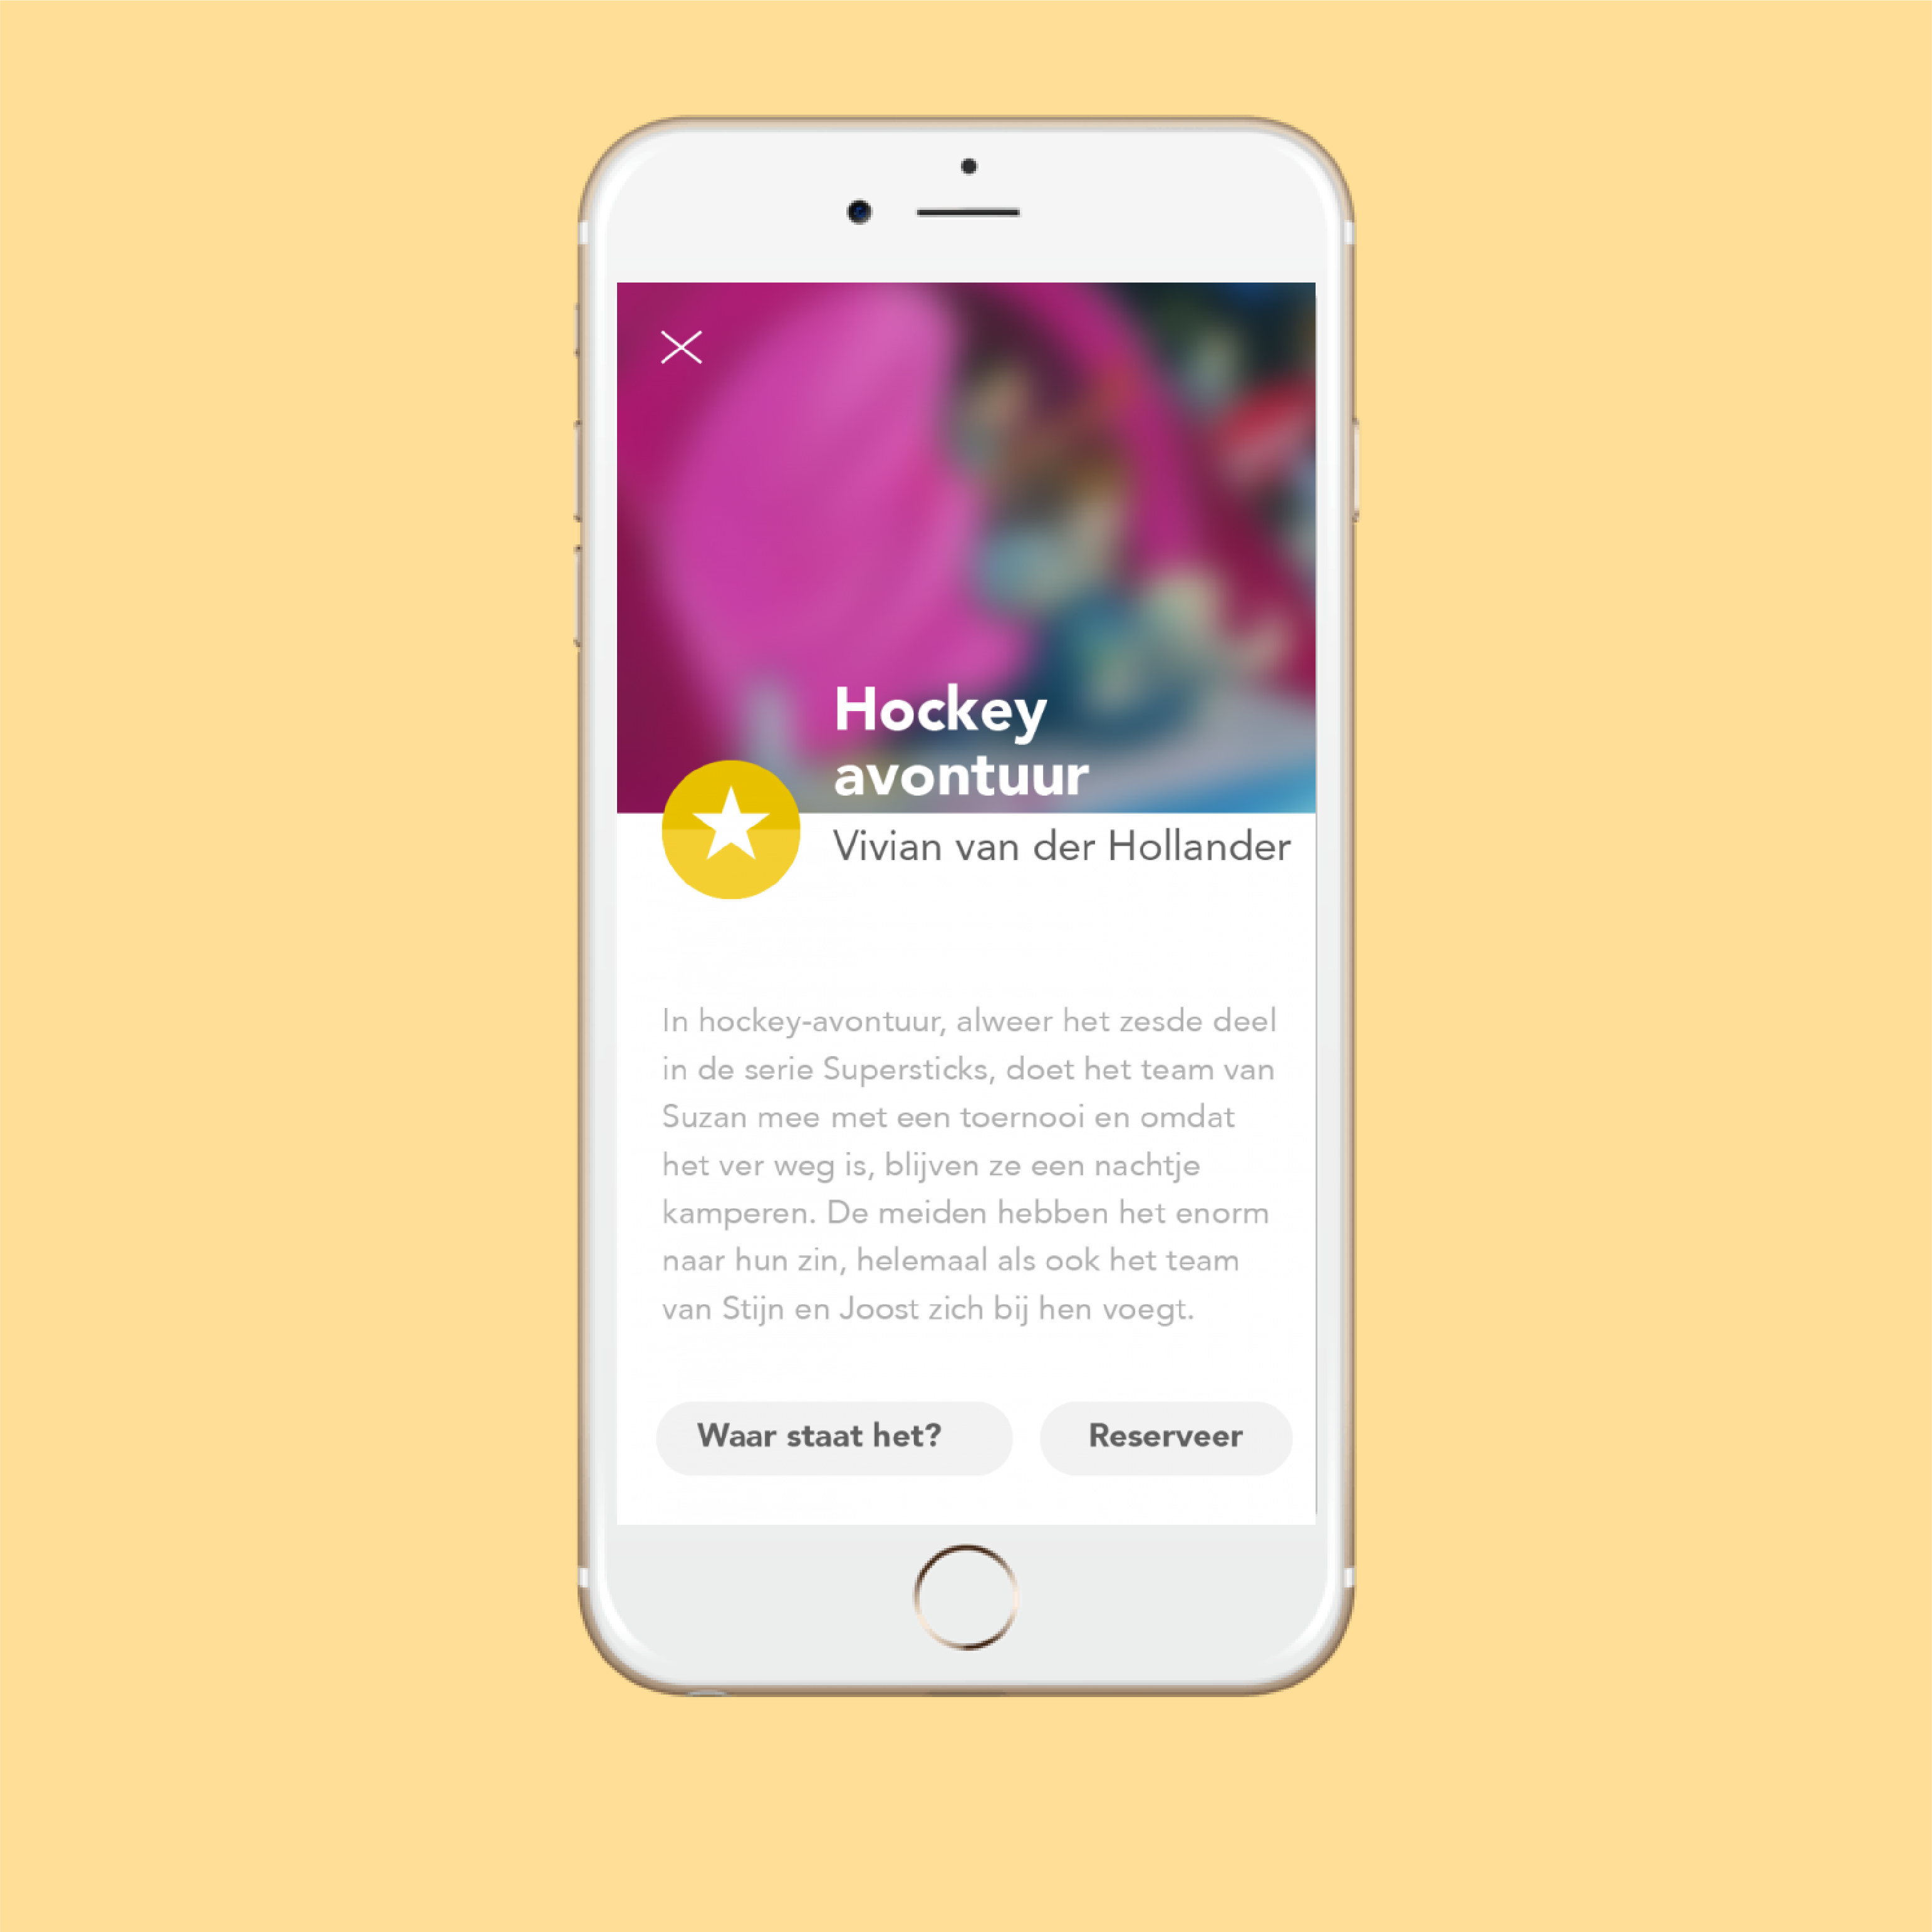 Hockey
avontuur
Vivian van der Hollander
In hockey-avontuur, alweer het zesde deel
in de serie Supersticks, doet het team van
Suzan mee met een toernooi en omdat
het ver weg is, blijven ze een nachtje
kamperen. De meiden hebben het enorm
naar hun zin, helemaal als ook het team
van Stijn en Joost zich bij hen voegt.
Waar staat het?
Reserveer